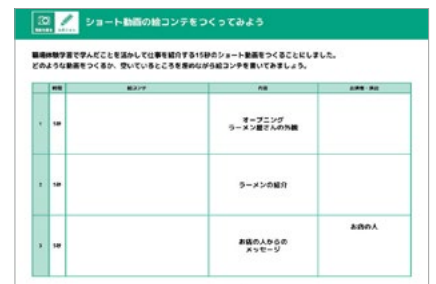 ショート動画の絵コンテをつくってみよう
職場体験学習で学んだことを活かして仕事を紹介する15秒のショート動画をつくることにしました。
どのような動画をつくるか、空いているところを埋めながら絵コンテを書いてみましょう。
時間 絵コンテ 内容
1 5秒 オープニング
ラーメン屋さんの外観
2 5秒 ラーメンの紹介
3 5秒 お店の人からの
メッセージ
お店の人